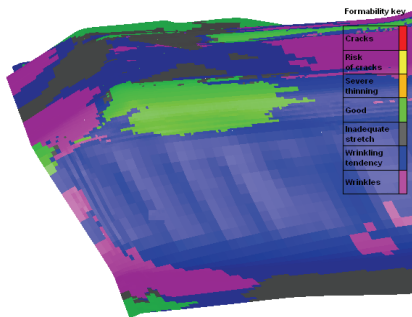 Formability key
Cracks
Risk
of cracks
Severe
thinning
Good
Inadequate
stretch
Wrinkling
tendency
Wrinkles